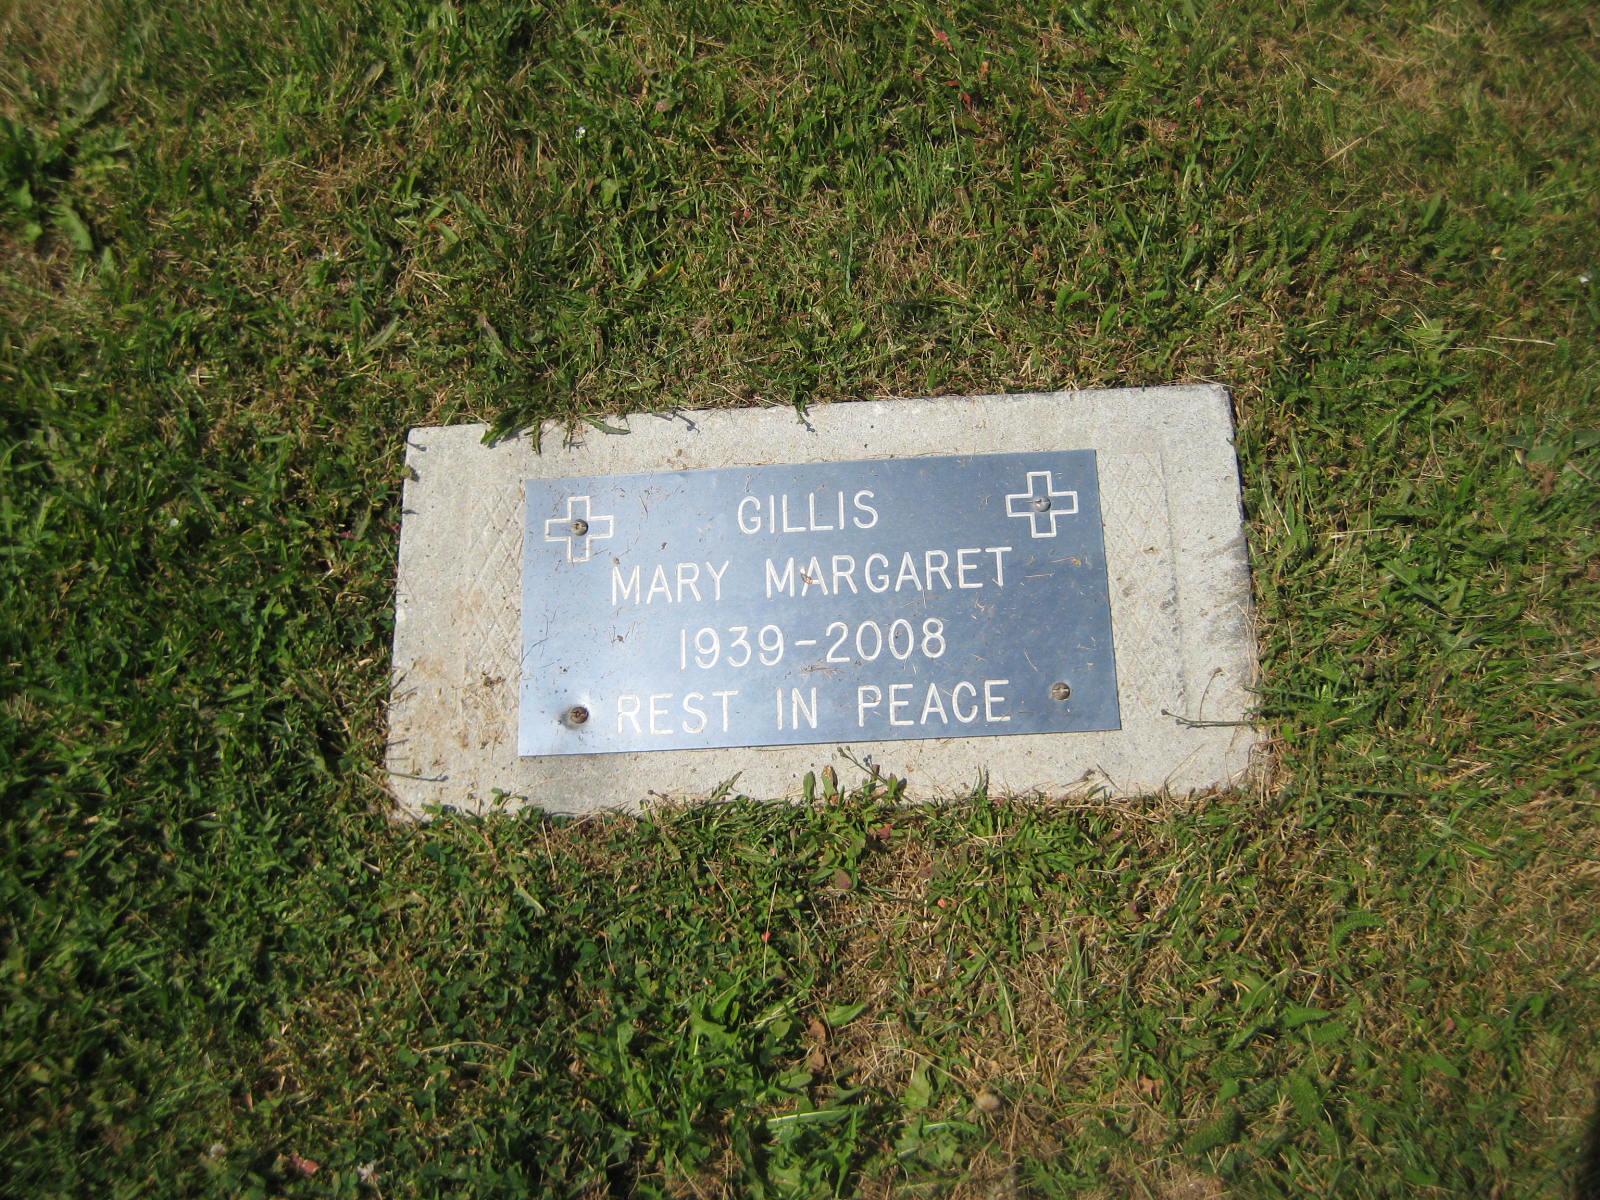 GILLIS
MARY MARGARET
1939-2008
REST IN PEACE